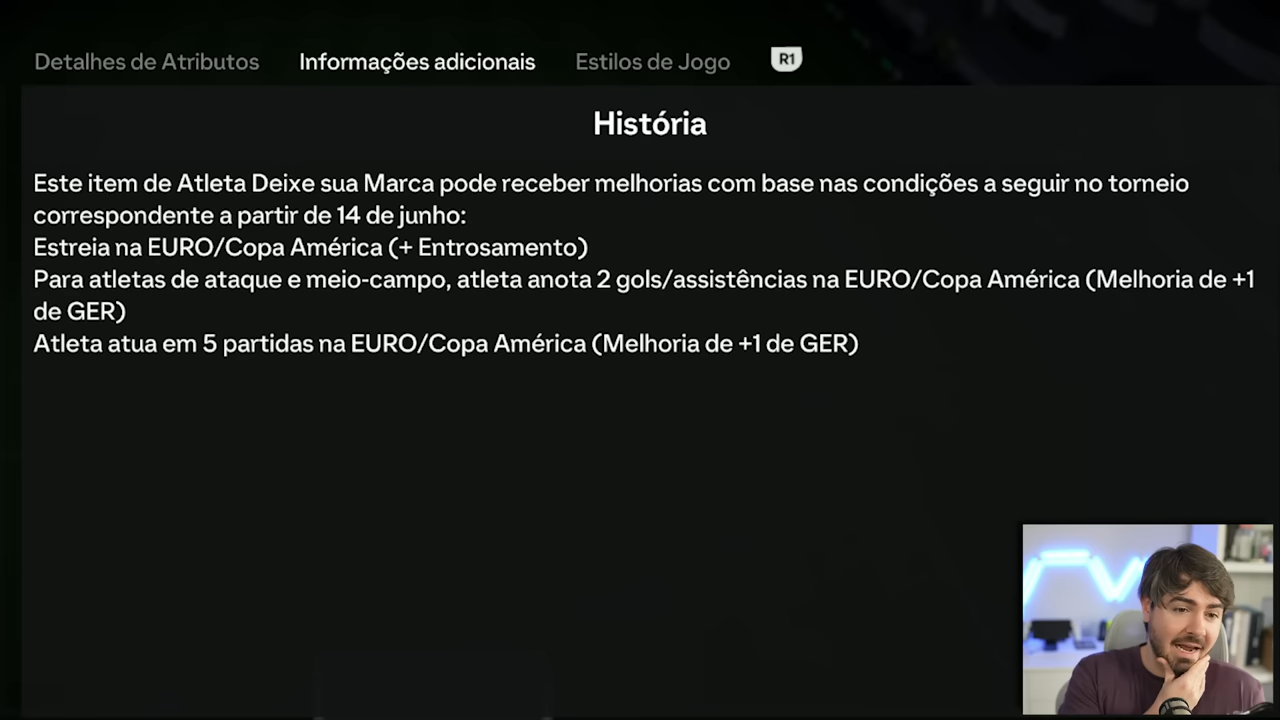 Detalhes de Atributos Informações adicionais Estilos de Jogo R1
História
Este item de Atleta Deixe sua Marca pode receber melhorias com base nas condições a seguir no torneio
correspondente a partir de 14 de junho:
Estreia na EURO/Copa América (+ Entrosamento)
Para atletas de ataque e meio-campo, atleta anota 2 gols/assistências na EURO/Copa América (Melhoria de +1
de GER)
Atleta atua em 5 partidas na EURO/Copa América (Melhoria de +1 de GER)